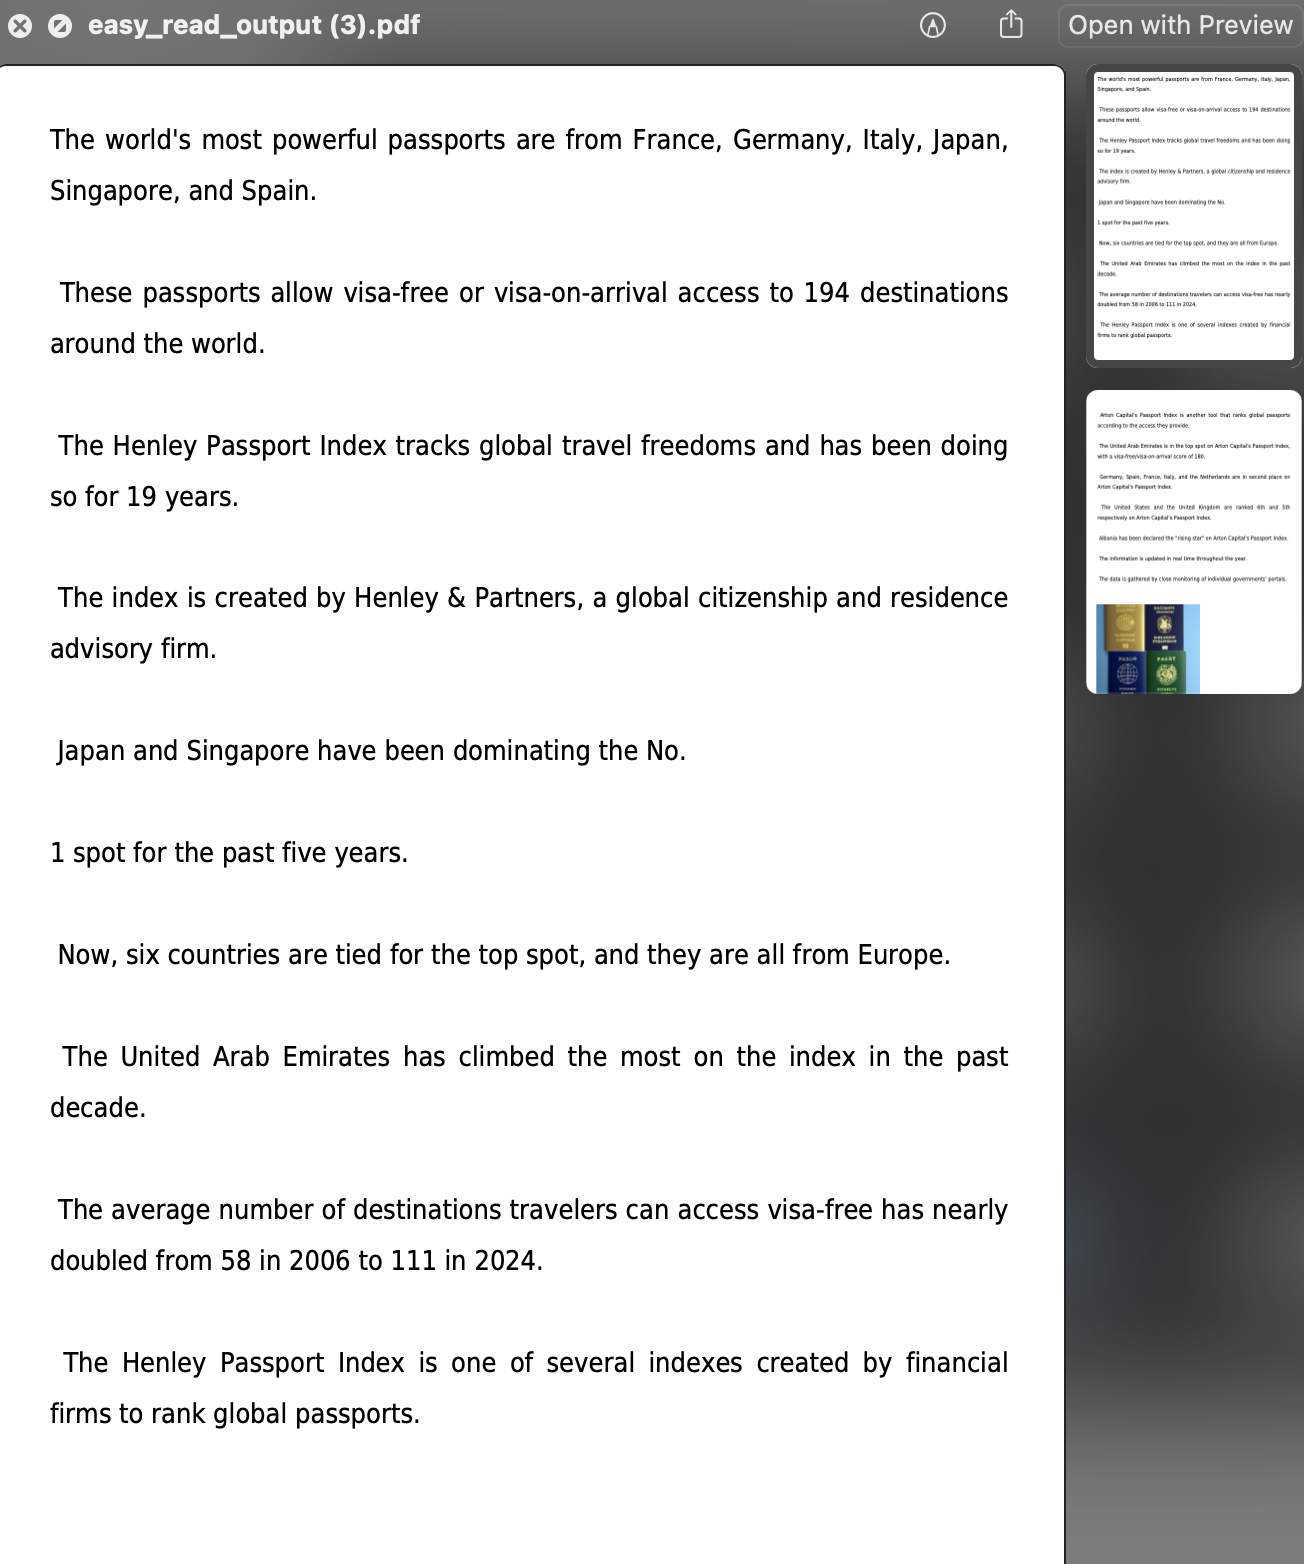 easy_read_output (3).pdf
Open with Preview
The world's most powerful passports are from France, Germany, Italy, Japan,
Singapore, and Spain.
These passports allow visa-free or visa-on-arrival access to 194 destinations
around the world.
The Henley Passport Index tracks global travel freedoms and has been doing
so for 19 years.
The index is created by Henley & Partners, a global citizenship and residence
advisory firm.
Japan and Singapore have been dominating the No.
1 spot for the past five years.
Now, six countries are tied for the top spot, and they are all from Europe.
The United Arab Emirates has climbed the most on the index in the past
decade.
The average number of destinations travelers can access visa-free has nearly
doubled from 58 in 2006 to 111 in 2024.
The Henley Passport Index is one of several indexes created by financial
firms to rank global passports.
The world's most powerful passports are from France, Germany, Italy, Japan,
Singapore, and Spain.
These passports allow visa-free or visa-on-arrival access to 194 destinations
around the world.
The Henley Passport Index tracks global travel freedoms and has been doing
so for 19 years.
The index is created by Henley & Partners, a global citizenship and residence
advisory firm.
Japan and Singapore have been dominating the No.
1 spot for the past five years.
Now, six countries are tied for the top spot, and they are all from Europe.
The United Arab Emirates has climbed the most on the index in the past
decade.
The average number of destinations travelers can access visa-free has nearly
doubled from 58 in 2006 to 111 in 2024.
The Henley Passport Index is one of several indexes created by financial
firms to rank global passports.
Arton Capital's Passport Index is another tool that ranks global passports
according to the access they provide.
The United Arab Emirates is in the top spot on Arton Capital's Passport Index,
with a visa-free/visa-on-arrival score of 180.
Germany, Spain, France, Italy, and the Netherlands are in second place on
Arton Capital's Passport Index.
The United States and the United Kingdom are ranked 6th and 5th
respectively on Arton Capital's Passport Index.
Albania has been declared the "rising star" on Arton Capital's Passport Index.
The information is updated in real time throughout the year.
The data is gathered by close monitoring of individual governments' portals.